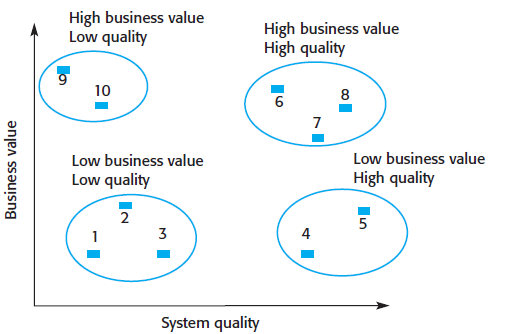 High business value
Low quality
High business value
High quality
9
10
6
8
7
Low business value
Low quality
Low business value
High quality
2
1
3
5
4
Business value
System quality